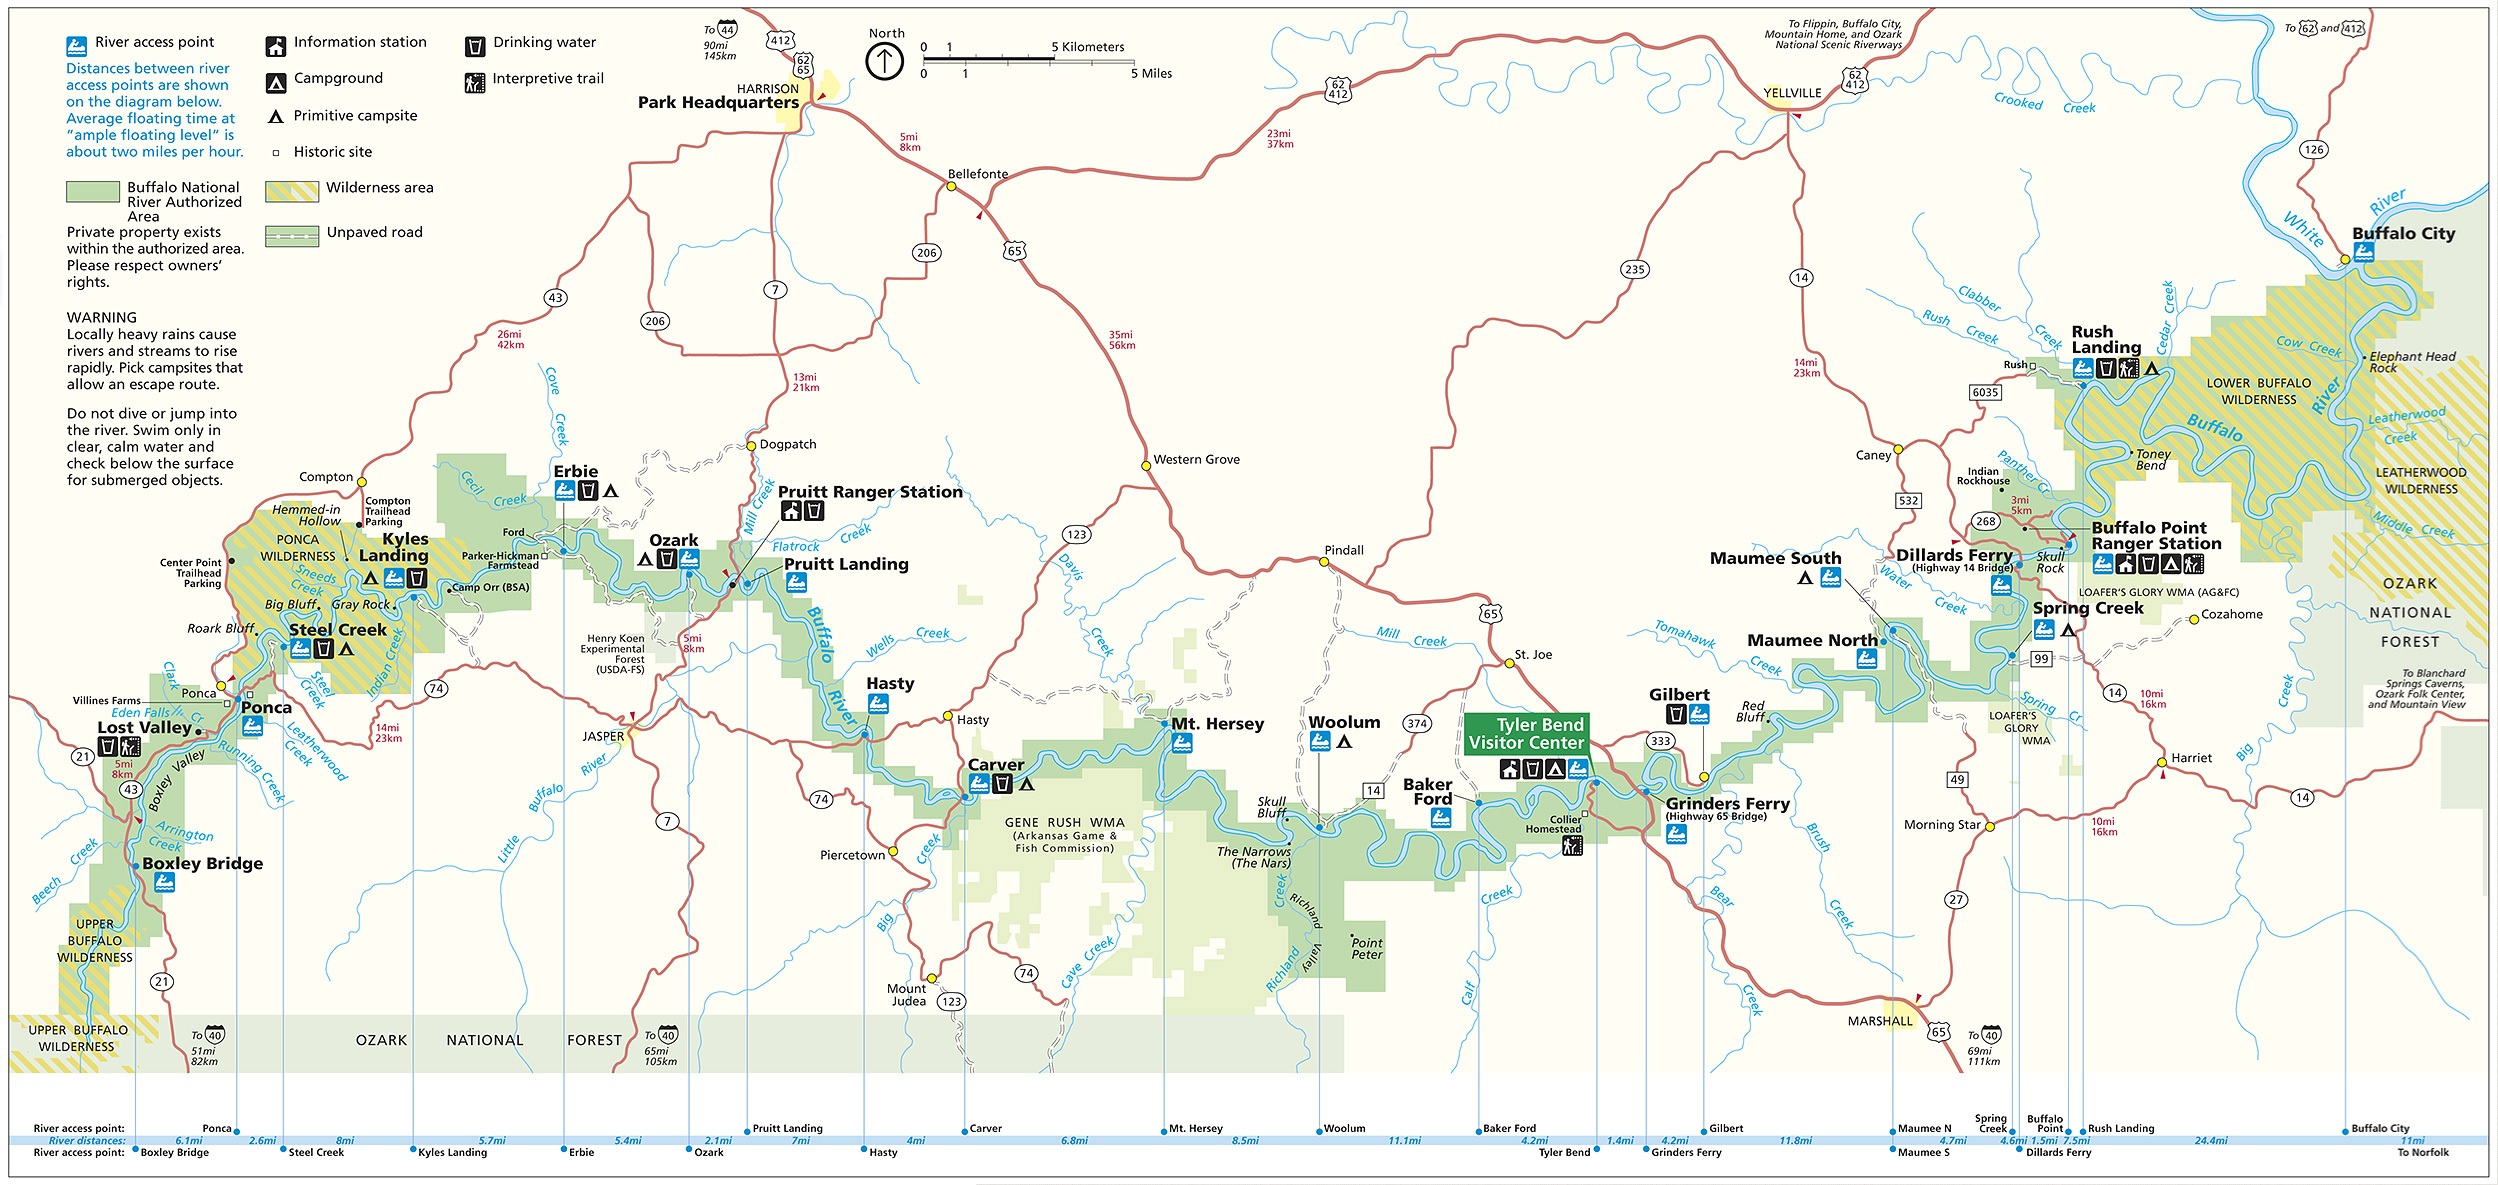 River access point
Distances between river
access points are shown
on the diagram below.
Average floating time at
”ample floating level” is
about two miles per hour.
Information station
Campground
Primitive campsite
Historic site
Drinking water
Interpretive trail
Buffalo National
River Authorized
Area
Private property exists
within the authorized area.
Please respect owners’
rights.
Wilderness area
Unpaved road
WARNING
Locally heavy rains cause
rivers and streams to rise
rapidly. Pick campsites that
allow an escape route.
Do not dive or jump into
the river. Swim only in
clear, calm water and
check below the surface
for submerged objects.
To 44
90mi
145km
412
62
65
HARRISON
Park Headquarters
North
0 1 5 Kilometers
0 1 5 Miles
5mi
8km
Bellefonte
23mi
37km
62
412
To Flippin, Buffalo City,
Mountain Home, and Ozark
National Scenic Riverways
YELLVILLE
62
412
Crooked Creek
To 62 and 412
126
White
River
Buffalo City
206
65
43
7
206
235
14
26mi
42km
35mi
56km
13mi
21km
14mi
23km
Clabber
Creek
Rush Creek
Cedar Creek
Rush
Landing
Rush
6035
Cow Creek
Elephant Head
Rock
LOWER BUFFALO
WILDERNESS
River
Buffalo
Leatherwood
Creek
LEATHERWOOD
WILDERNESS
Toney
Bend
Middle Creek
Cove
Creek
Dogpatch
Western Grove
Caney
532
Panther Cr
Indian
Rockhouse
3mi
5km
268
Compton
Compton
Trailhead
Parking
Hemmed-in
Hollow
PONCA
WILDERNESS
Kyles
Landing
Cecil
Creek
Erbie
Ford
Parker-Hickman
Farmstead
Mill Creek
Pruitt Ranger Station
Ozark
Flatrock Creek
Pruitt Landing
123
Davis
Creek
Pindall
Maumee South
Dillards Ferry
(Highway 14 Bridge)
Buffalo Point
Ranger Station
Skull
Rock
Center Point
Trailhead
Parking
Sneeds
Creek
Camp Orr (BSA)
Big Bluff
Gray Rock
Roark Bluff
Steel Creek
Indian Creek
Steel
Creek
Henry Koen
Experimental
Forest
(USDA-FS)
5mi
8km
Buffalo
River
Wells Creek
Mill Creek
65
St. Joe
Water
Creek
LOAFER’S GLORY WMA (AG&FC)
Spring Creek
Cozahome
OZARK
NATIONAL
FOREST
Tomahawk
Creek
Maumee North
99
Clark
Cr
Ponca
Villines Farms
Eden Falls
Lost Valley
Ponca
74
14mi
23km
Leatherwood
Creek
Running Creek
21
5mi
8km
43
Boxley Valley
Arrington
Creek
Beech Creek
Boxley Bridge
JASPER
Hasty
Hasty
Mt. Hersey
Woolum
374
Tyler Bend
Visitor Center
Gilbert
Red
Bluff
333
Spring Cr
LOAFER’S
GLORY
WMA
14
10mi
16km
To Blanchard
Springs Caverns,
Ozark Folk Center,
and Mountain View
Big
Creek
Harriet
49
14
10mi
16km
Morning Star
Carver
74
Little
Buffalo
River
7
GENE RUSH WMA
(Arkansas Game &
Fish Commission)
Skull
Bluff
14
The Narrows
(The Nars)
Baker
Ford
Collier
Homestead
Grinders Ferry
(Highway 65 Bridge)
Piercetown
Big
Creek
Brush
Creek
Bear
Creek
27
Richland
Creek
Richland
Valley
Point
Peter
Calf
Creek
UPPER
BUFFALO
WILDERNESS
21
Mount
Judea
74
123
Cave Creek
UPPER BUFFALO
WILDERNESS
To 40
51mi
82km
OZARK NATIONAL FOREST
To 40
65mi
105km
MARSHALL
65
To 40
69mi
111km
River access point: Ponca Pruitt Landing Carver Mt. Hersey Woolum Baker Ford Gilbert Maumee N Spring Creek Buffalo Point Rush Landing Buffalo City
River distances: 6.1mi 2.6mi 8mi 5.7mi 5.4mi 2.1mi 7mi 4mi 6.8mi 8.5mi 11.1mi 4.2mi 1.4mi 4.2mi 11.8mi 4.7mi 4.6mi 1.5mi 7.5mi 24.4mi 11mi
River access point: Boxley Bridge Steel Creek Kyles Landing Erbie Ozark Hasty Tyler Bend Grinders Ferry Maumee S Dillards Ferry To Norfolk